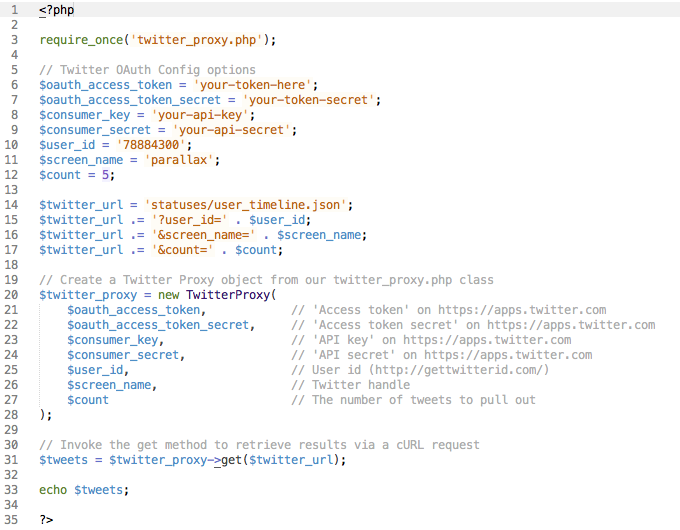 1 <?php
2
3 require_once('twitter_proxy.php');
4
5 // Twitter OAuth Config options
6 $oauth_access_token = 'your-token-here';
7 $oauth_access_token_secret = 'your-token-secret';
8 $consumer_key = 'your-api-key';
9 $consumer_secret = 'your-api-secret';
10 $user_id = '78884300';
11 $screen_name = 'parallax';
12 $count = 5;
13
14 $twitter_url = 'statuses/user_timeline.json';
15 $twitter_url .= '?user_id=' . $user_id;
16 $twitter_url .= '&screen_name=' . $screen_name;
17 $twitter_url .= '&count=' . $count;
18
19 // Create a Twitter Proxy object from our twitter_proxy.php class
20 $twitter_proxy = new TwitterProxy(
21     $oauth_access_token,            // 'Access token' on https://apps.twitter.com
22     $oauth_access_token_secret,     // 'Access token secret' on https://apps.twitter.com
23     $consumer_key,                  // 'API key' on https://apps.twitter.com
24     $consumer_secret,               // 'API secret' on https://apps.twitter.com
25     $user_id,                       // User id (http://gettwitterid.com/)
26     $screen_name,                   // Twitter handle
27     $count                          // The number of tweets to pull out
28 );
29
30 // Invoke the get method to retrieve results via a cURL request
31 $tweets = $twitter_proxy->get($twitter_url);
32
33 echo $tweets;
34
35 ?>